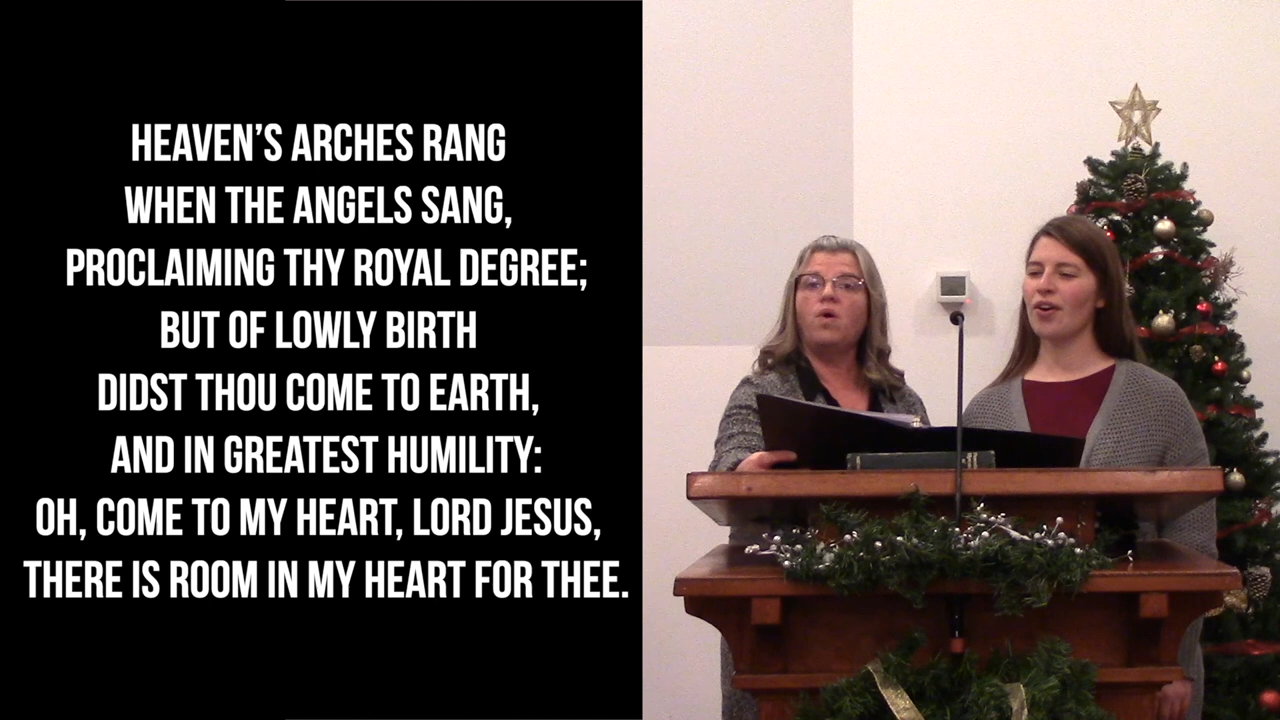 HEAVEN'S ARCHES RANG
WHEN THE ANGELS SANG,
PROCLAIMING THY ROYAL DEGREE;
BUT OF LOWLY BIRTH
DIDST THOU COME TO EARTH,
AND IN GREATEST HUMILITY:
OH, COME TO MY HEART, LORD JESUS,
THERE IS ROOM IN MY HEART FOR THEE.